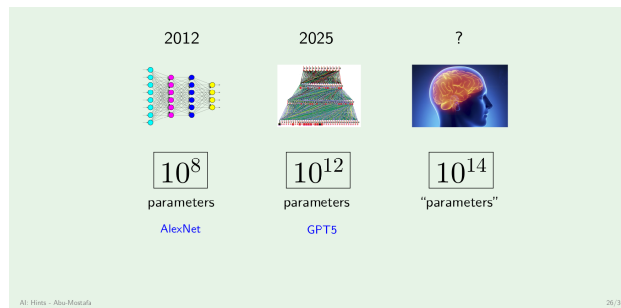 2012 2025 ?
10^8 10^12 10^14
parameters parameters “parameters”
AlexNet GPT5
AI: Hints - Abu-Mostafa 26/3